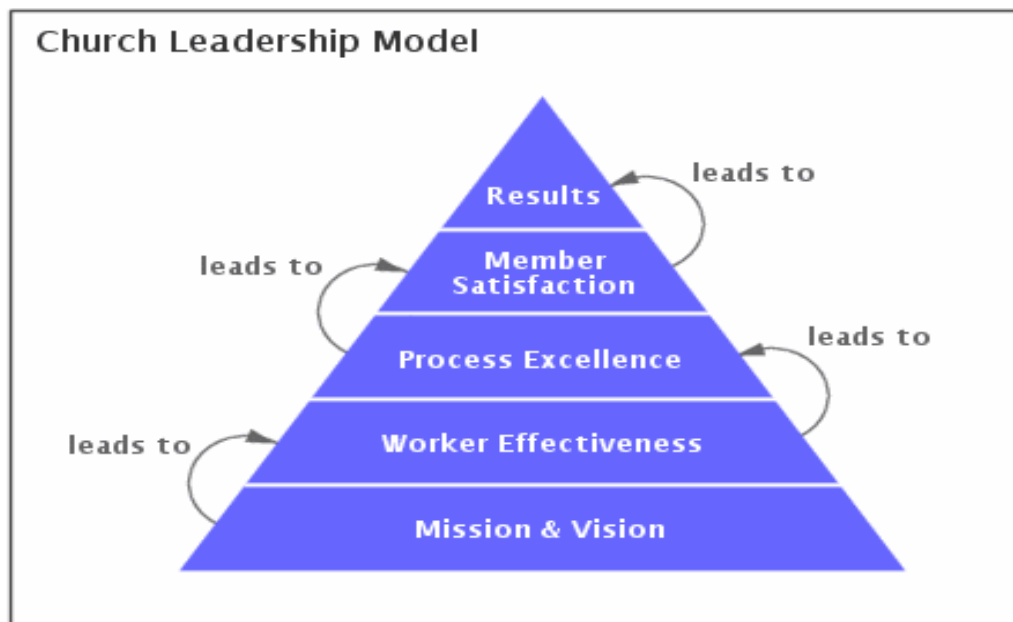 Church Leadership Model
Results
leads to
Member
Satisfaction
leads to
Process Excellence
leads to
Worker Effectiveness
leads to
Mission & Vision